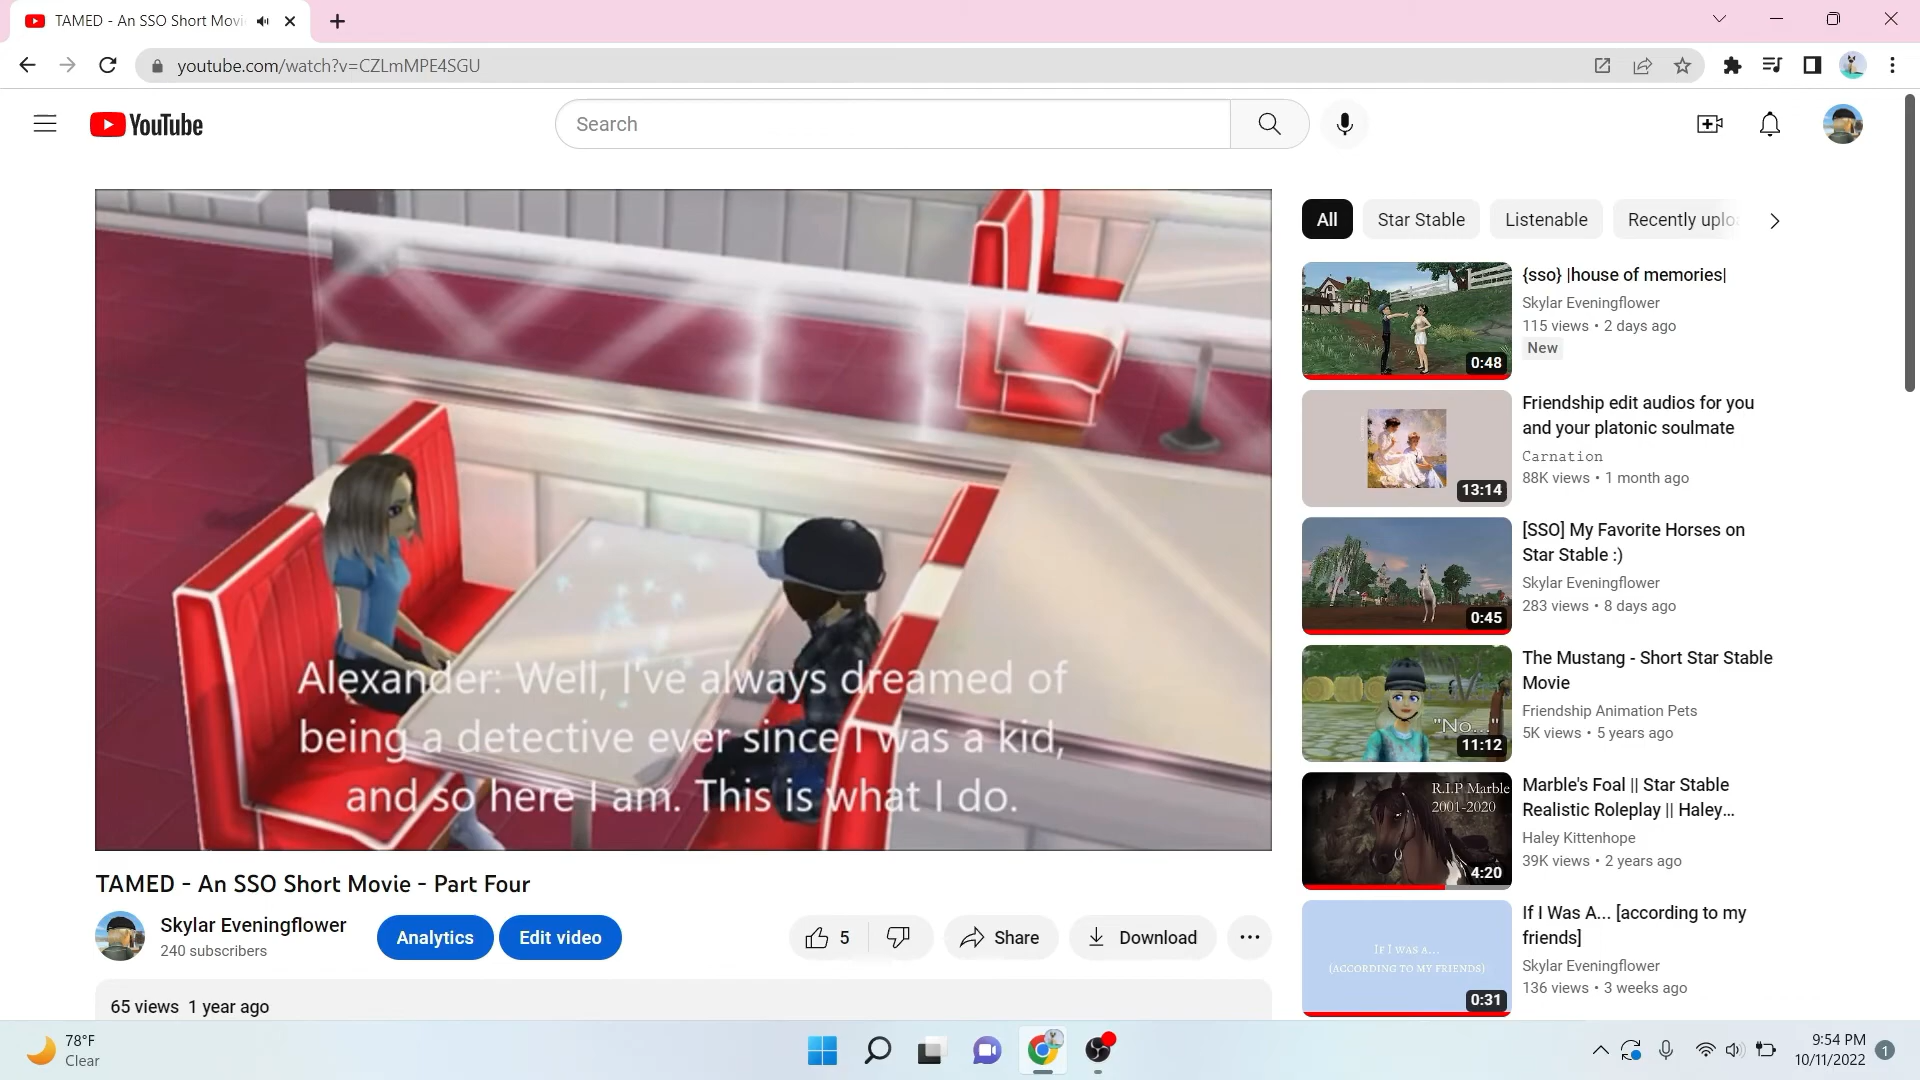 TAMED - An SSO Short Movi
youtube.com/watch?v=CZLmMPE4SGU
YouTube
Search
Alexander: Well, I've always dreamed of
being a detective ever since I was a kid,
and so here I am. This is what I do.
TAMED - An SSO Short Movie - Part Four
Skylar Eveningflower
240 subscribers
Analytics
Edit video
5
Share
Download
65 views 1 year ago
All
Star Stable
Listenable
Recently uplo
{sso} |house of memories|
Skylar Eveningflower
115 views • 2 days ago
New
0:48
Friendship edit audios for you
and your platonic soulmate
Carnation
88K views • 1 month ago
13:14
[SSO] My Favorite Horses on
Star Stable :)
Skylar Eveningflower
283 views • 8 days ago
0:45
The Mustang - Short Star Stable
Movie
Friendship Animation Pets
5K views • 5 years ago
"No..."
11:12
Marble's Foal || Star Stable
Realistic Roleplay || Haley...
Haley Kittenhope
39K views • 2 years ago
R.I.P Marble
2001-2020
4:20
If I Was A... [according to my
friends]
Skylar Eveningflower
136 views • 3 weeks ago
IF I WAS A...
(ACCORDING TO MY FRIENDS)
0:31
78°F
Clear
9:54 PM
10/11/2022
1